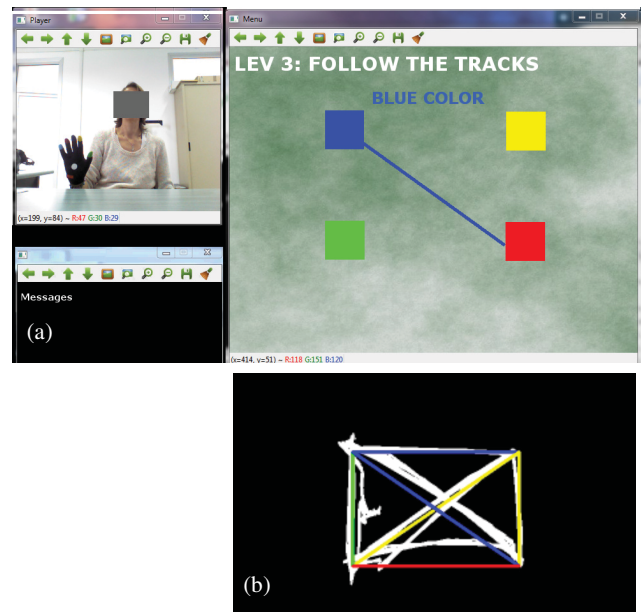 Player
(x=199, y=84) ~ R:47 G:30 B:29
Messages
(a)
Menu
LEV 3: FOLLOW THE TRACKS
BLUE COLOR
(x=414, y=51) ~ R:118 G:151 B:120
(b)